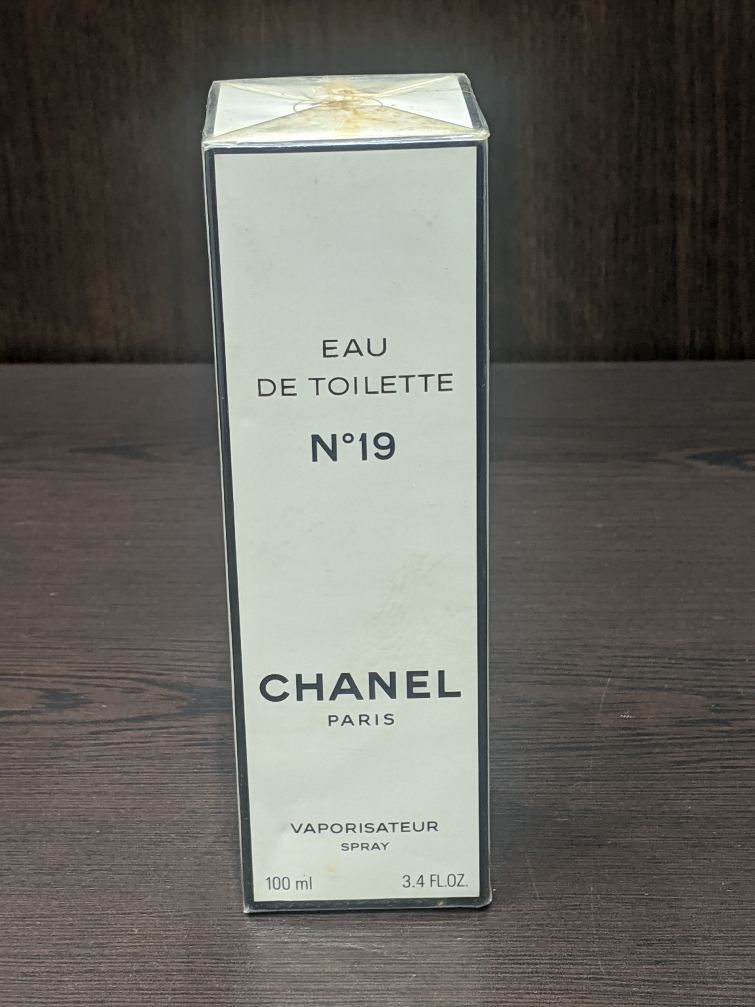 EAU
DE TOILETTE
N°19
CHANEL
PARIS
VAPORISATEUR
SPRAY
100 ml 3.4 FL.OZ.